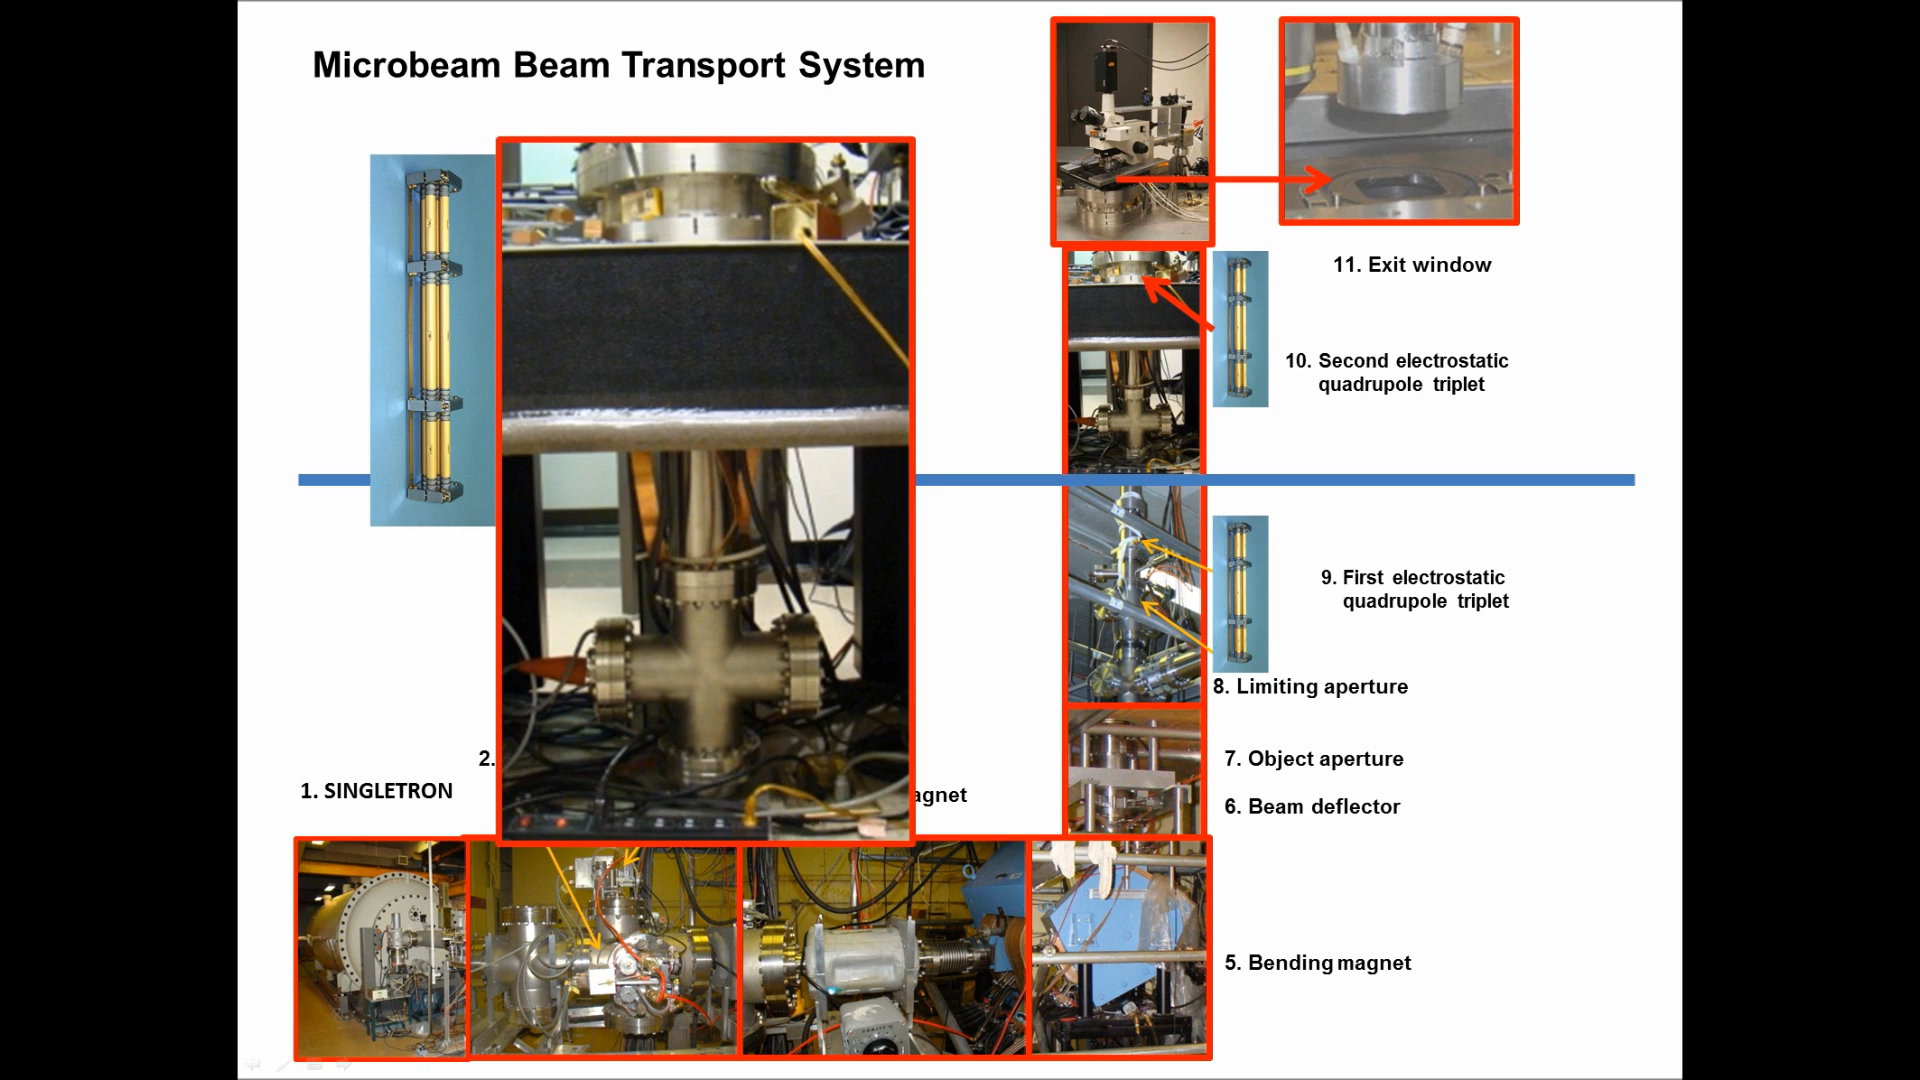 Microbeam Beam Transport System
11. Exit window
10. Second electrostatic
quadrupole triplet
9. First electrostatic
quadrupole triplet
8. Limiting aperture
7. Object aperture
6. Beam deflector
5. Bending magnet
2.
1. SINGLETRON
agnet